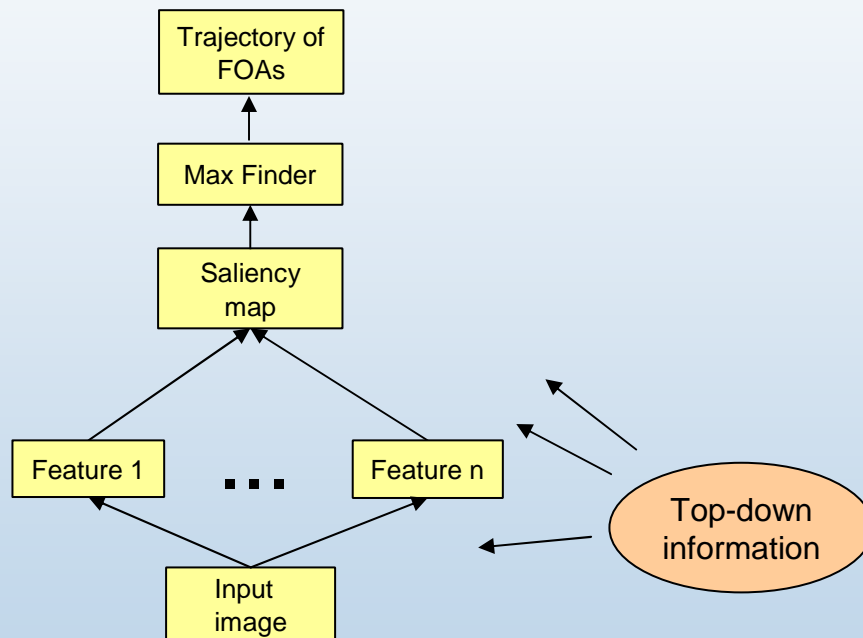 Trajectory of
FOAs
Max Finder
Saliency
map
Feature 1
...
Feature n
Top-down
information
Input
image